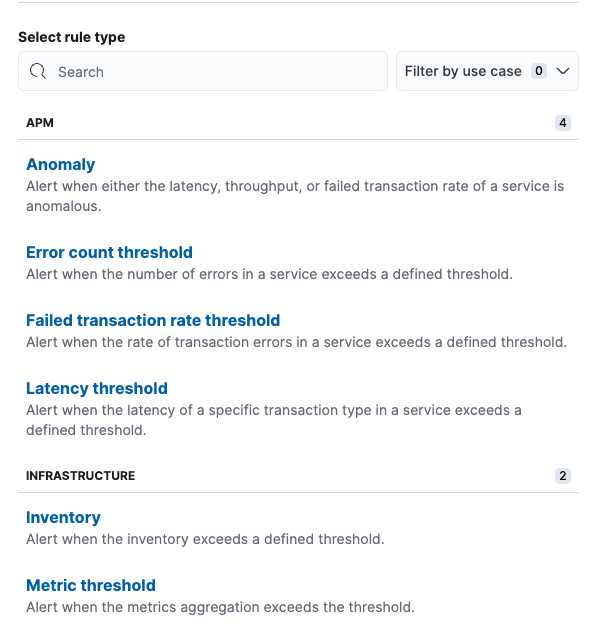 Select rule type
Search
Filter by use case 0
APM 4
Anomaly
Alert when either the latency, throughput, or failed transaction rate of a service is
anomalous.
Error count threshold
Alert when the number of errors in a service exceeds a defined threshold.
Failed transaction rate threshold
Alert when the rate of transaction errors in a service exceeds a defined threshold.
Latency threshold
Alert when the latency of a specific transaction type in a service exceeds a
defined threshold.
INFRASTRUCTURE 2
Inventory
Alert when the inventory exceeds a defined threshold.
Metric threshold
Alert when the metrics aggregation exceeds the threshold.